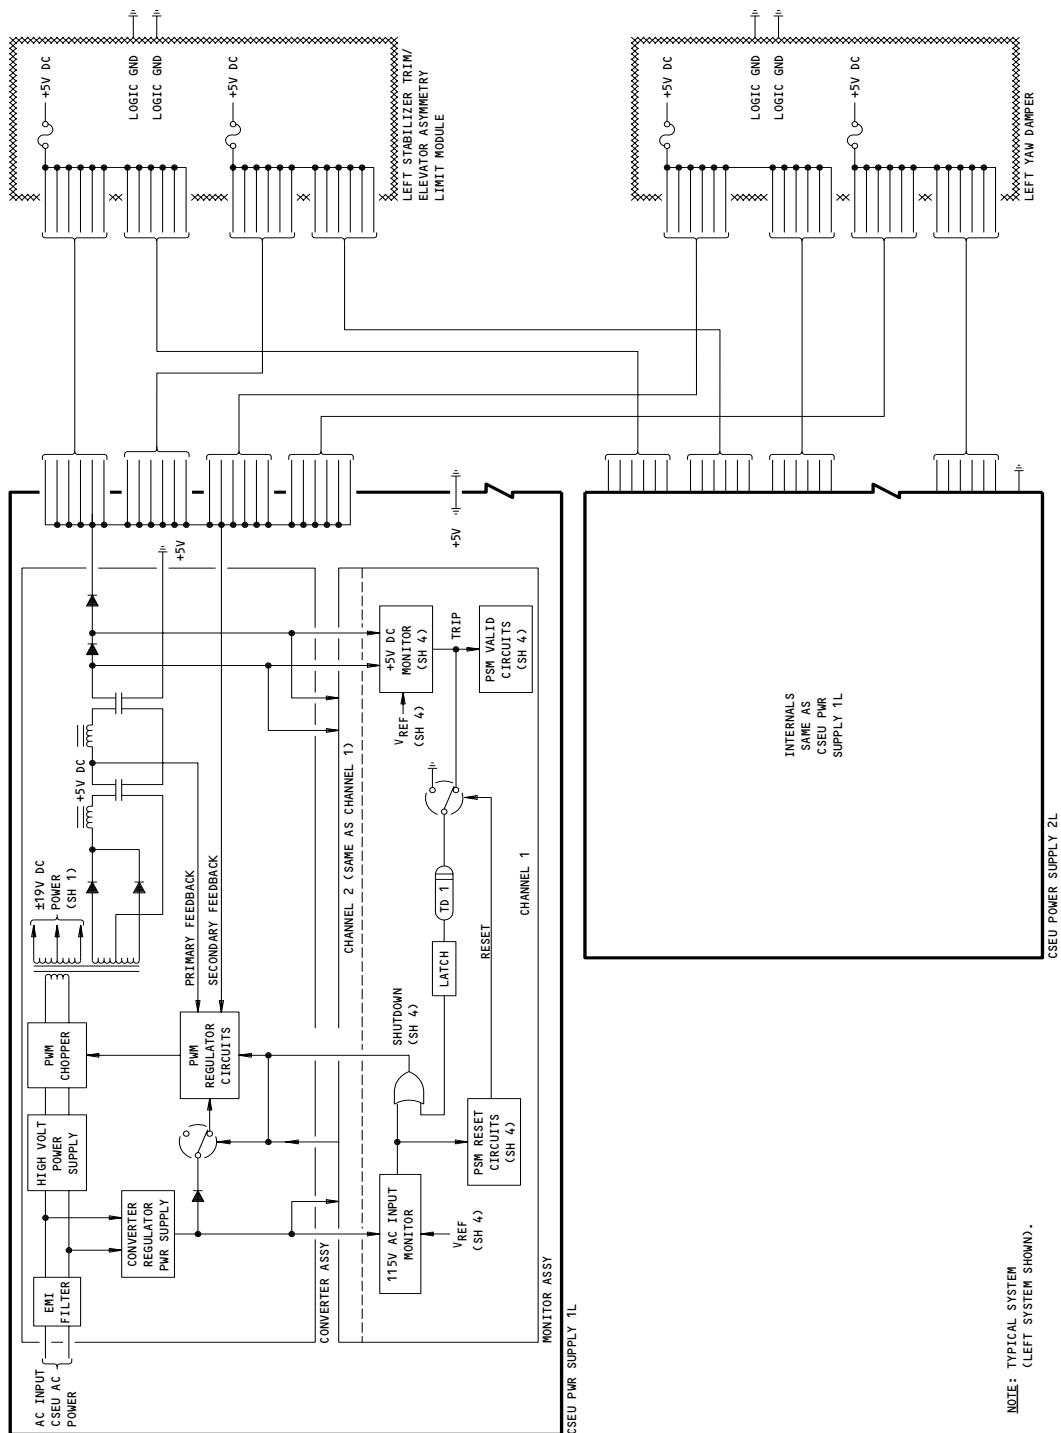 AC INPUT
CSEU AC
POWER
EMI
FILTER
HIGH VOLT
POWER
SUPPLY
PWM
CHOPPER
±19V DC
POWER
(SH 1)
+5V DC
CONVERTER
REGULATOR
PWR SUPPLY
PWM
REGULATOR
CIRCUITS
PRIMARY FEEDBACK
SECONDARY FEEDBACK
+5V
CONVERTER ASSY
CHANNEL 2 (SAME AS CHANNEL 1)
115V AC INPUT
MONITOR
VREF
(SH 4)
SHUTDOWN
(SH 4)
LATCH
TD 1
VREF
(SH 4)
+5V DC
MONITOR
(SH 4)
TRIP
PSM RESET
CIRCUITS
(SH 4)
RESET
PSM VALID
CIRCUITS
(SH 4)
CHANNEL 1
+5V
MONITOR ASSY
CSEU PWR SUPPLY 1L
+5V DC
LOGIC GND
LOGIC GND
+5V DC
LEFT STABILIZER TRIM/
ELEVATOR ASYMMETRY
LIMIT MODULE
+5V DC
LOGIC GND
LOGIC GND
+5V DC
LEFT YAW DAMPER
INTERNALS
SAME AS
CSEU PWR
SUPPLY 1L
CSEU POWER SUPPLY 2L
NOTE: TYPICAL SYSTEM
(LEFT SYSTEM SHOWN).